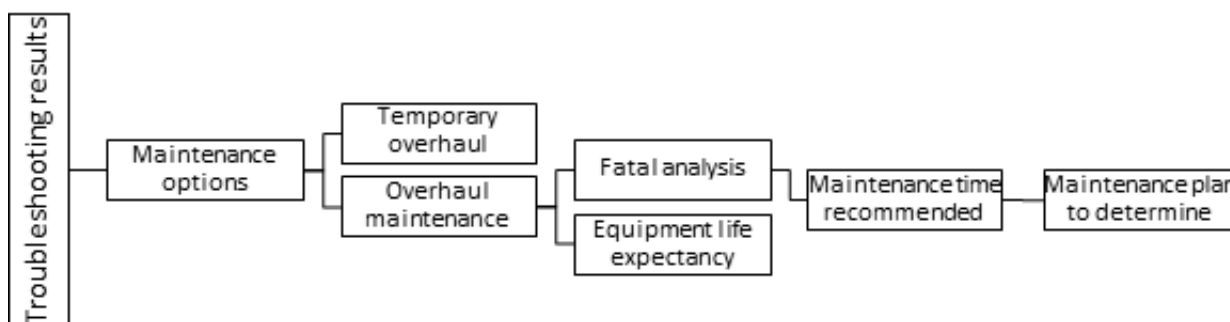 Troubleshooting results
Maintenance
options
Temporary
overhaul
Overhaul
maintenance
Fatal analysis
Equipment life
expectancy
Maintenance time
recommended
Maintenance plan
to determine